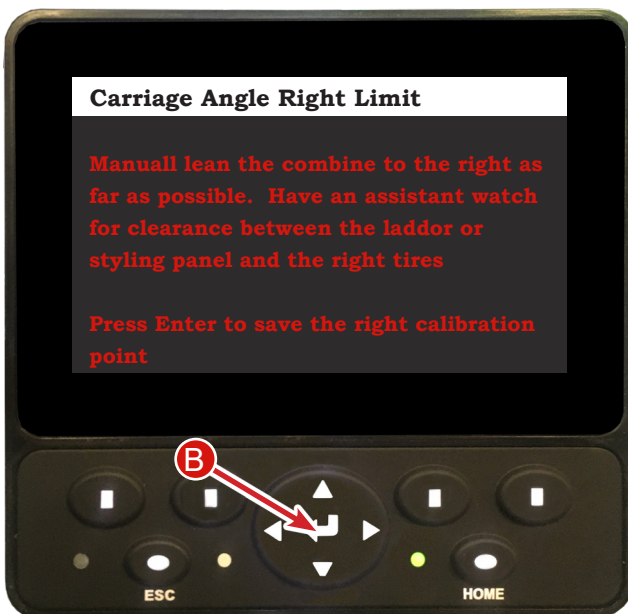 Carriage Angle Right Limit
Manuall lean the combine to the right as
far as possible.  Have an assistant watch
for clearance between the laddor or
styling panel and the right tires
Press Enter to save the right calibration
point
B
ESC
HOME